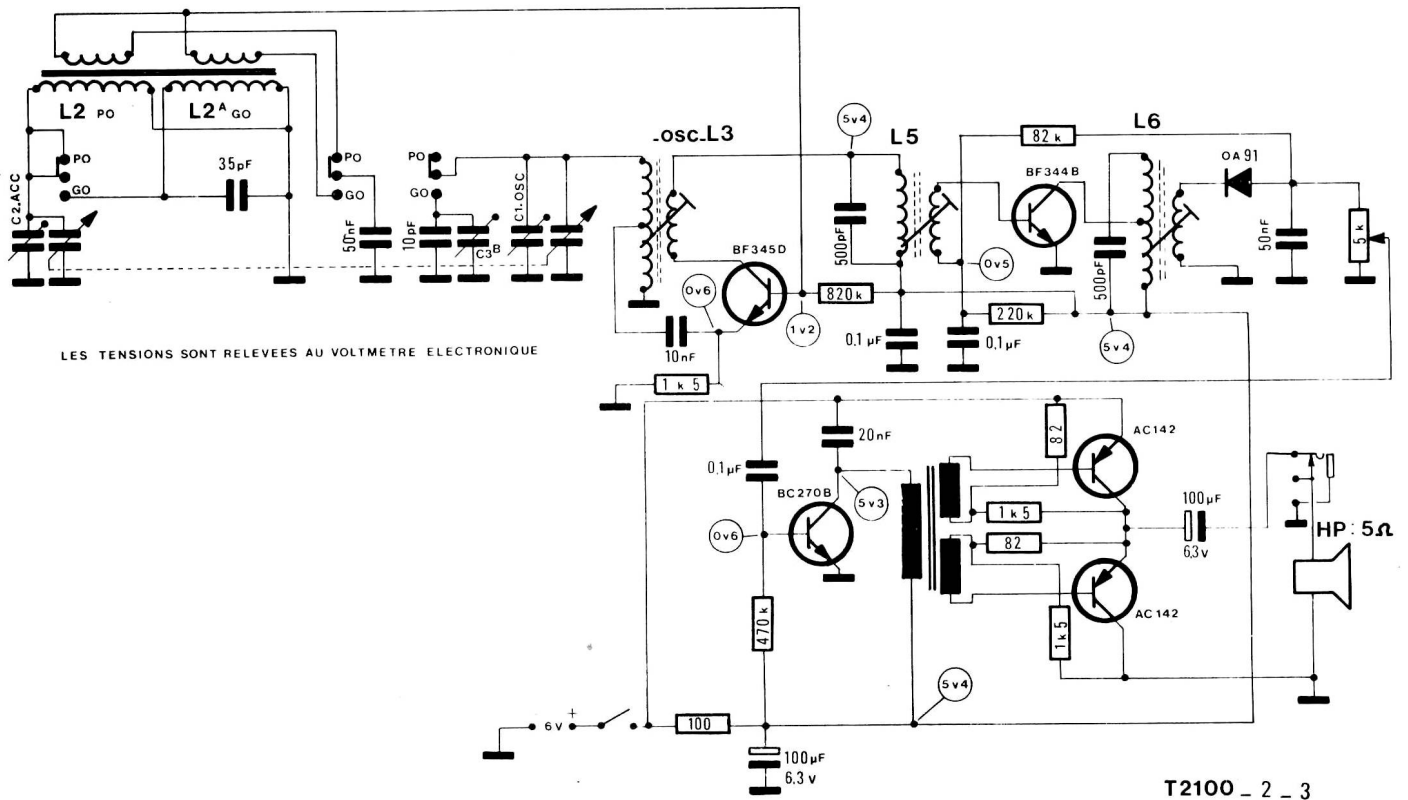 L2 PO
L2A GO
-OSC-L3
5v4
L5
82k
L6
OA91
PO
GO
35pF
PO
GO
PO
GO
C2.ACC
50nF
10pF
C3B
C1.OSC
BF345D
500pF
BF344B
0v5
500pF
50nF
5k
0v6
1v2
820k
220k
5v4
10nF
0,1µF
0,1µF
LES TENSIONS SONT RELEVEES AU VOLTMETRE ELECTRONIQUE
1k5
20nF
82
AC142
0,1µF
BC270B
5v3
1k5
100µF
6,3v
0v6
82
HP:5Ω
470k
1k5
AC142
5v4
6V
+
100
100µF
6,3v
T2100_2_3